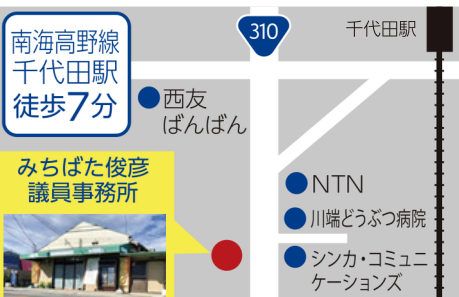 南海高野線
千代田駅
徒歩7分
310
千代田駅
西友
ばんばん
みちばた俊彦
議員事務所
NTN
川端どうぶつ病院
シンカ・コミュニ
ケーションズ